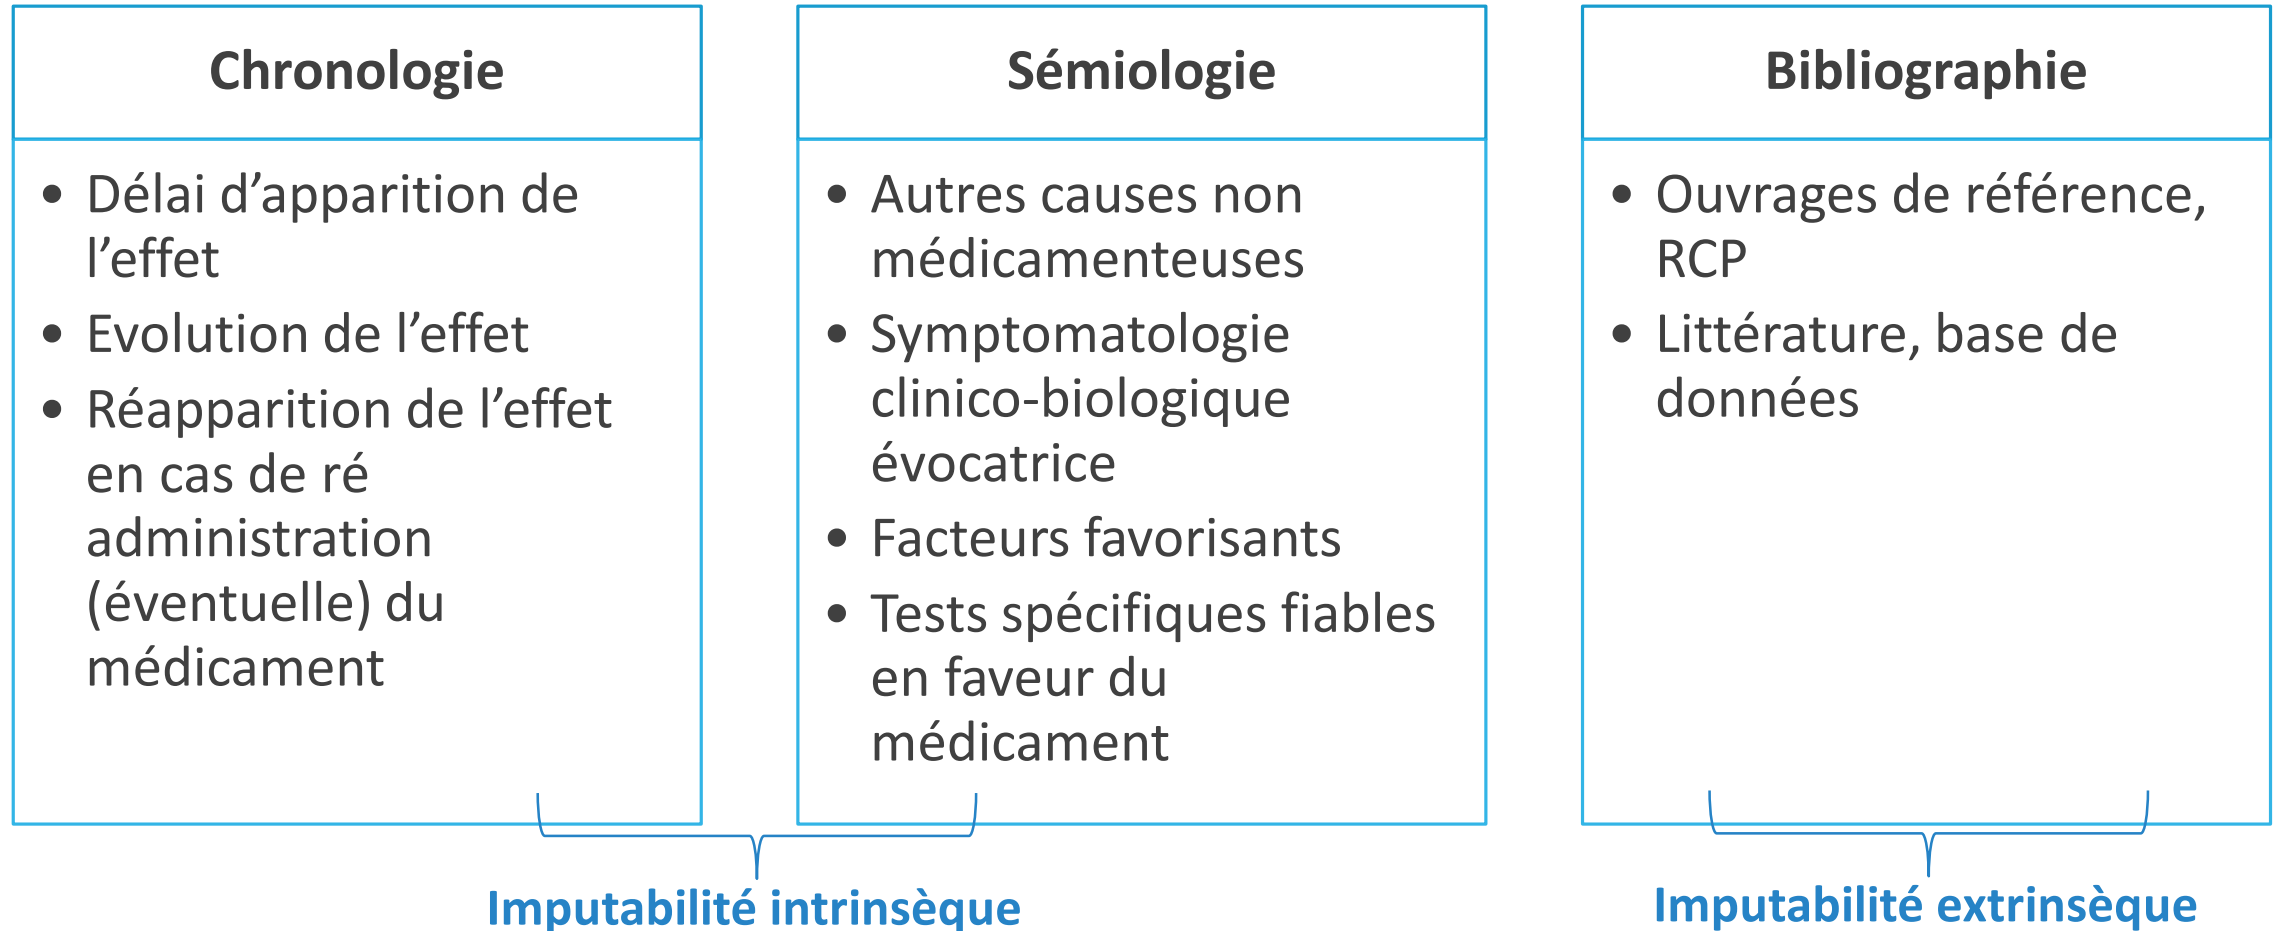 Chronologie
• Délai d’apparition de
l’effet
• Evolution de l’effet
• Réapparition de l’effet
en cas de ré
administration
(éventuelle) du
médicament
Sémiologie
• Autres causes non
médicamenteuses
• Symptomatologie
clinico-biologique
évocatrice
• Facteurs favorisants
• Tests spécifiques fiables
en faveur du
médicament
Bibliographie
• Ouvrages de référence,
RCP
• Littérature, base de
données
Imputabilité intrinsèque
Imputabilité extrinsèque